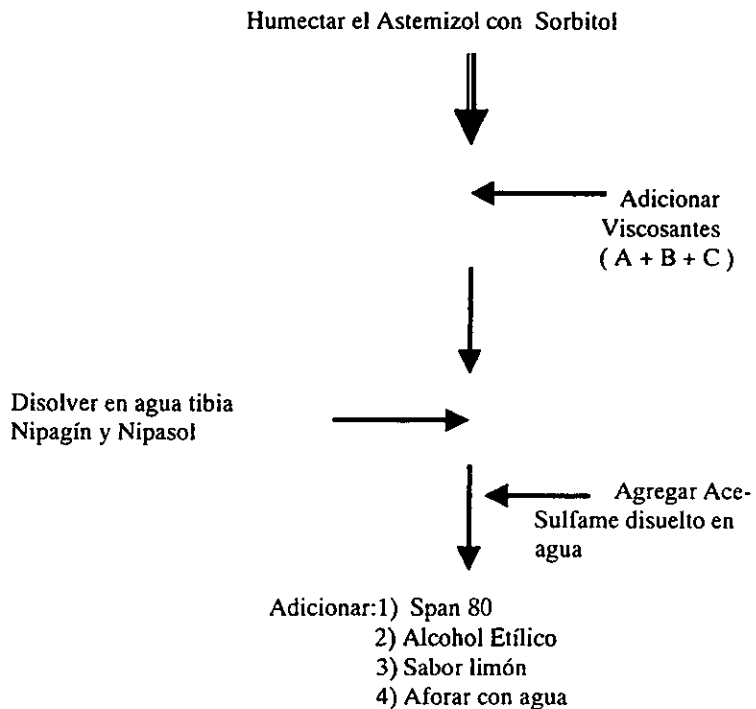 Humectar el Astemizol con Sorbitol
Adicionar
Viscosantes
( A + B + C )
Disolver en agua tibia
Nipagín y Nipasol
Agregar Ace-
Sulfame disuelto en
agua
Adicionar:1) Span 80
2) Alcohol Etílico
3) Sabor limón
4) Aforar con agua